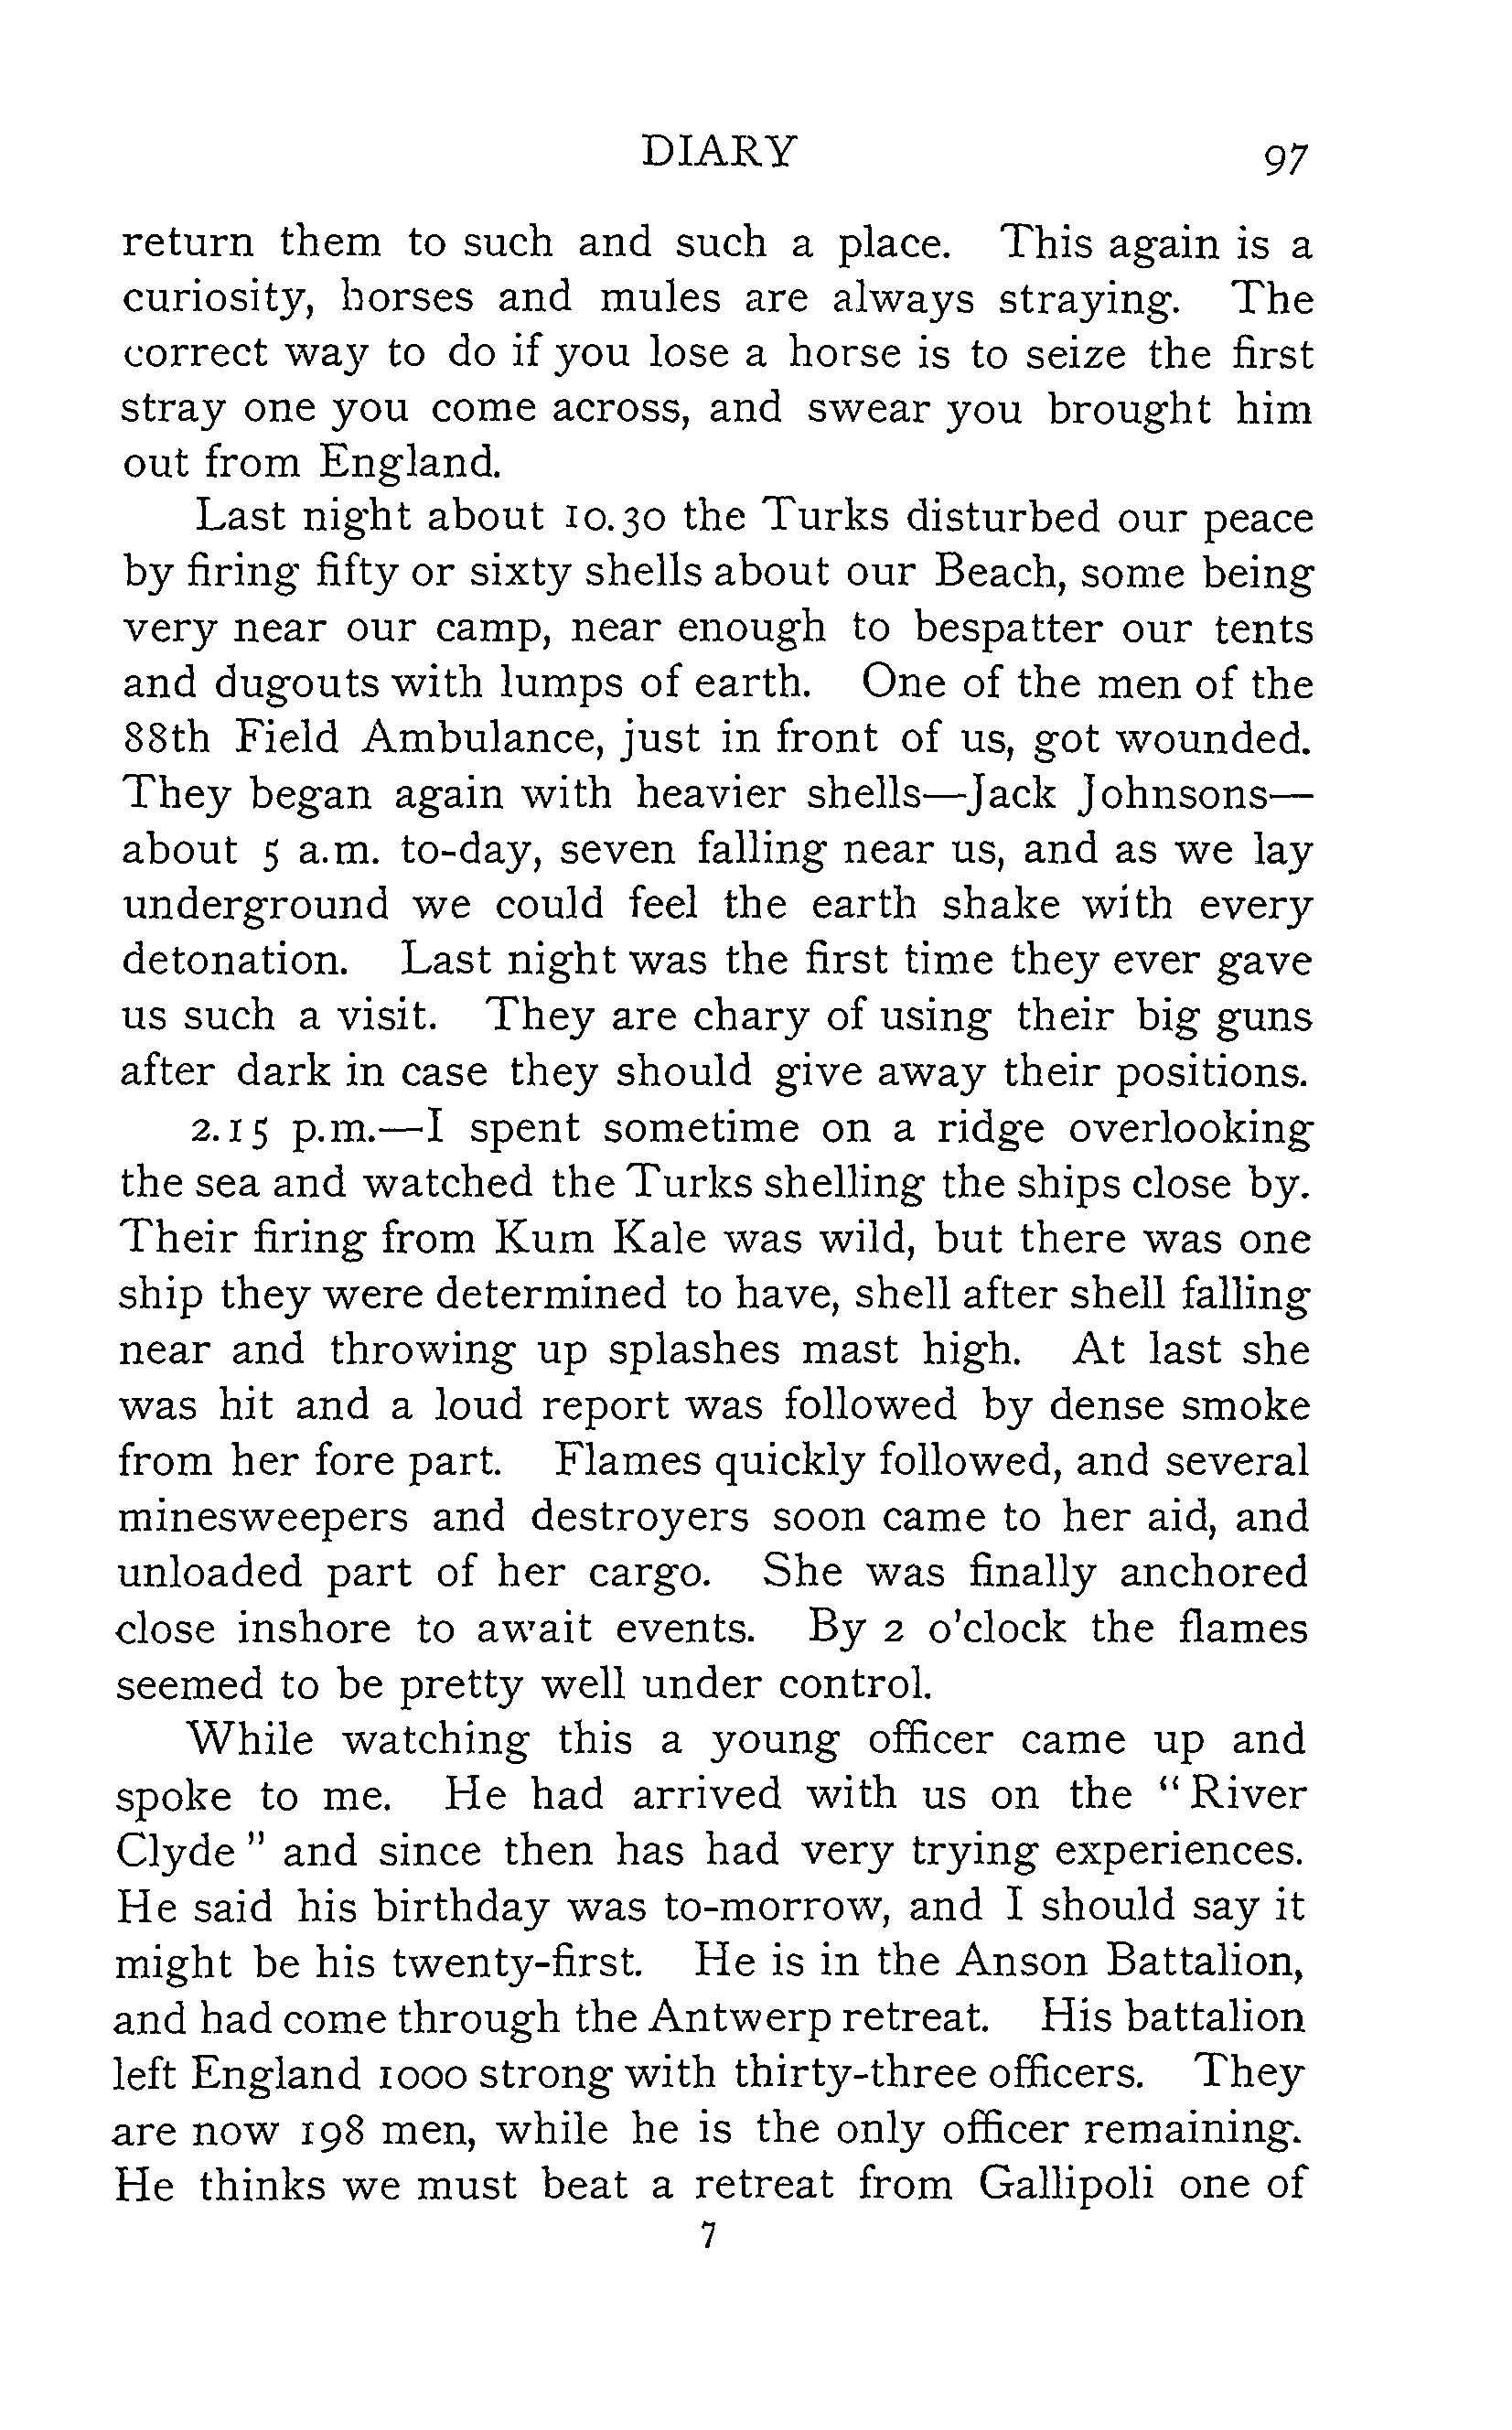 DIARY 97
return them to such and such a place. This again is a
curiosity, horses and mules are always straying. The
correct way to do if you lose a horse is to seize the first
stray one you come across, and swear you brought him
out from England.
Last night about 10.30 the Turks disturbed our peace
by firing fifty or sixty shells about our Beach, some being
very near our camp, near enough to bespatter our tents
and dugouts with lumps of earth. One of the men of the
88th Field Ambulance, just in front of us, got wounded.
They began again with heavier shells—Jack Johnsons—
about 5 a.m. to-day, seven falling near us, and as we lay
underground we could feel the earth shake with every
detonation. Last night was the first time they ever gave
us such a visit. They are chary of using their big guns
after dark in case they should give away their positions.
2.15 p.m.—I spent sometime on a ridge overlooking
the sea and watched the Turks shelling the ships close by.
Their firing from Kum Kale was wild, but there was one
ship they were determined to have, shell after shell falling
near and throwing up splashes mast high. At last she
was hit and a loud report was followed by dense smoke
from her fore part. Flames quickly followed, and several
minesweepers and destroyers soon came to her aid, and
unloaded part of her cargo. She was finally anchored
close inshore to await events. By 2 o'clock the flames
seemed to be pretty well under control.
While watching this a young officer came up and
spoke to me. He had arrived with us on the "River
Clyde" and since then has had very trying experiences.
He said his birthday was to-morrow, and I should say it
might be his twenty-first. He is in the Anson Battalion,
and had come through the Antwerp retreat. His battalion
left England 1000 strong with thirty-three officers. They
are now 198 men, while he is the only officer remaining.
He thinks we must beat a retreat from Gallipoli one of
7